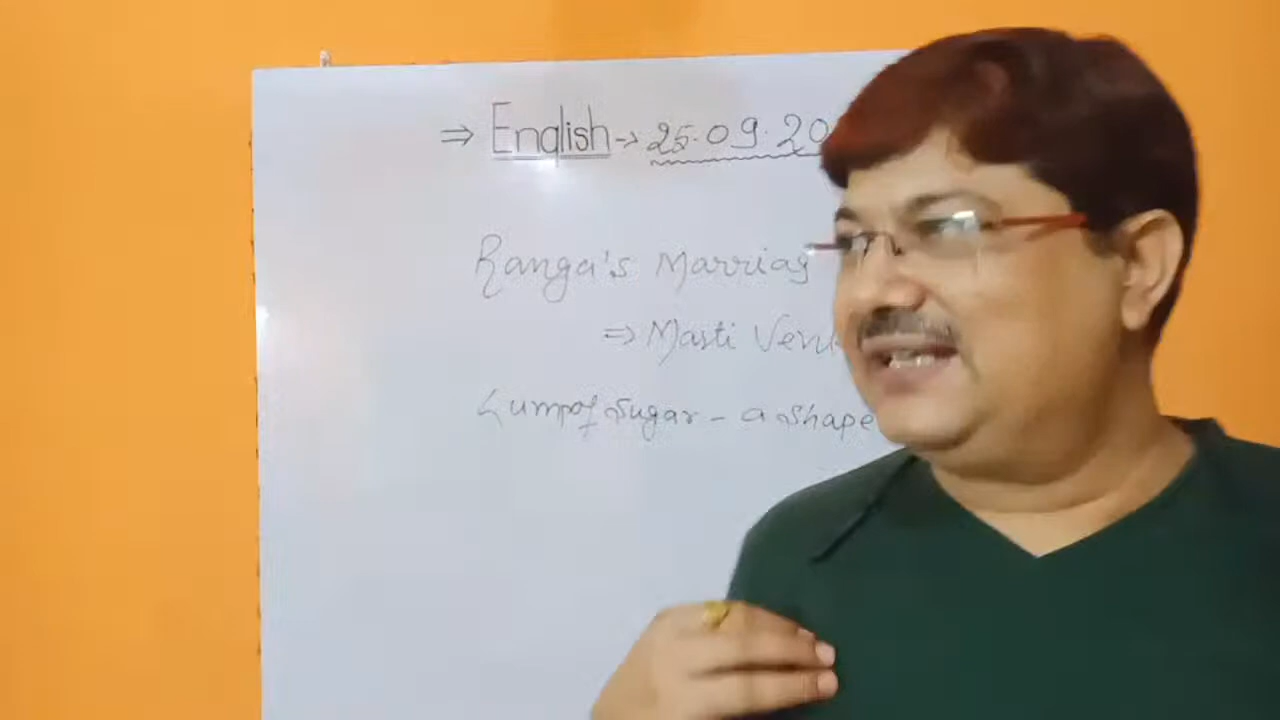 ⇒ English → 25.09.20
Ranga's Marriag
⇒ Masti Ven
Lump of Sugar - a shape